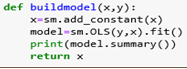 def buildmodel(x,y):
    x=sm.add_constant(x)
    model=sm.OLS(y,x).fit()
    print(model.summary())
    return x